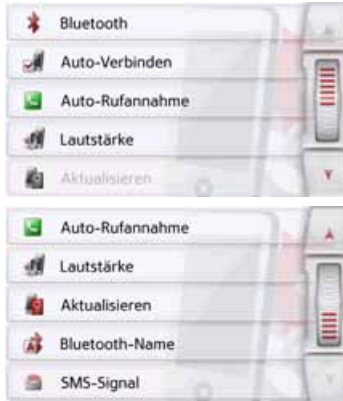 Bluetooth
Auto-Verbinden
Auto-Rufannahme
Lautstärke
Aktualisieren
Auto-Rufannahme
Lautstärke
Aktualisieren
Bluetooth-Name
SMS-Signal